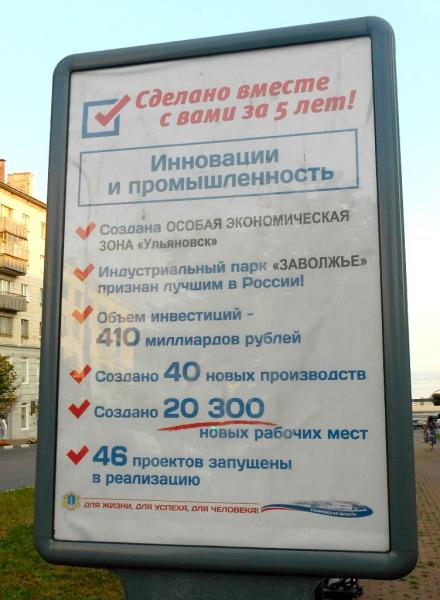 Сделано вместе
с вами за 5 лет!
Инновации
и промышленность
Создана ОСОБАЯ ЭКОНОМИЧЕСКАЯ
ЗОНА «Ульяновск»
Индустриальный парк «ЗАВОЛЖЬЕ»
признан лучшим в России!
Объем инвестиций -
410 миллиардов рублей
Создано 40 новых производств
Создано 20 300
новых рабочих мест
46 проектов запущены
в реализацию
ДЛЯ ЖИЗНИ, ДЛЯ УСПЕХА, ДЛЯ ЧЕЛОВЕКА!
УЛЬЯНОВСКАЯ ОБЛАСТЬ